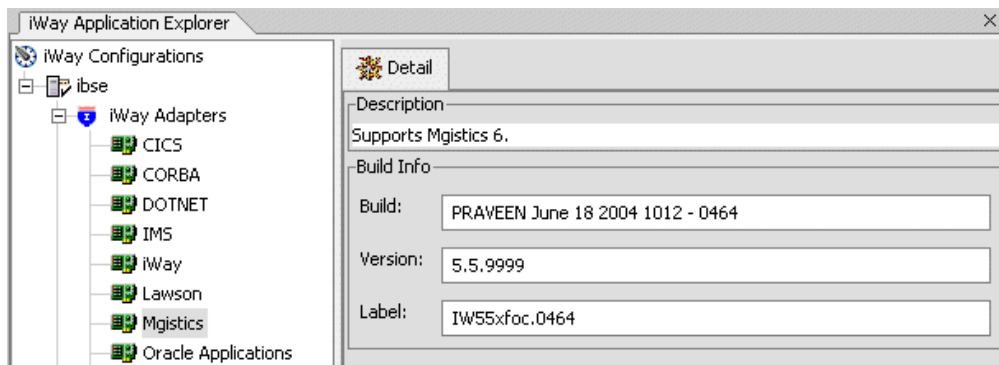 iWay Application Explorer
iWay Configurations
ibse
iWay Adapters
CICS
CORBA
DOTNET
IMS
iWay
Lawson
Mgistics
Oracle Applications
Detail
Description
Supports Mgistics 6.
Build Info
Build: PRAVEEN June 18 2004 1012 - 0464
Version: 5.5.9999
Label: IW55xfoc.0464